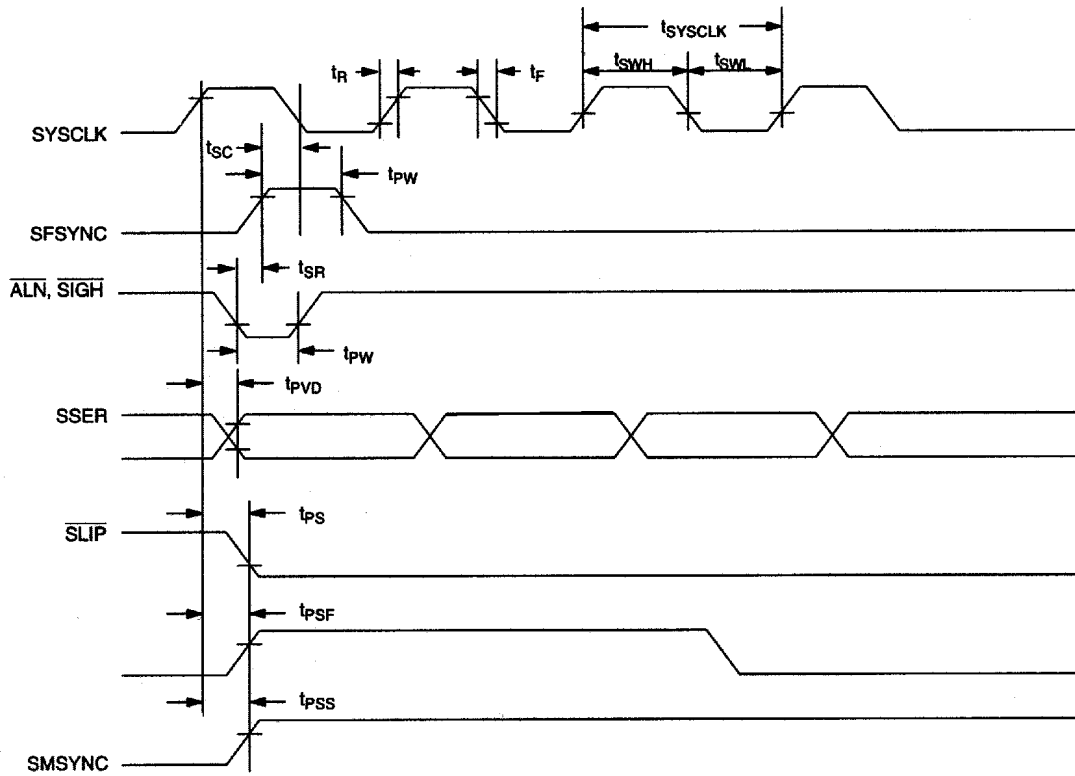 tSYSCLK
tR
tF
tSWH
tSWL
SYSCLK
tSC
tPW
SFSYNC
tSR
ALN, SIGH
tPW
tPVD
SSER
tPS
SLIP
tPSF
tPSS
SMSYNC